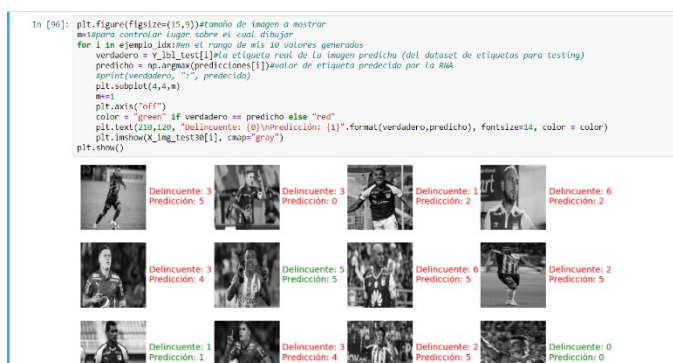 In [96]: plt.figure(figsize=(15,9))#tamaño de imagen a mostrar
m=1#para controlar lugar sobre el cual dibujar
for i in ejemplo_idx:#en el rango de mis 10 valores generados
verdadero = Y_lbl_test[i]#la etiqueta real de la imagen predicha (del dataset de etiquetas para testing)
predicho = np.argmax(predicciones[i])#valor de etiqueta predecido por la RNA
#print(verdadero, ":", predecido)
plt.subplot(4,4,m)
m+=1
plt.axis("off")
color = "green" if verdadero == predicho else "red"
plt.text(210,120, "Delincuente: {0}\nPredicción: {1}".format(verdadero,predicho), fontsize=14, color = color)
plt.imshow(X_img_test30[i], cmap="gray")
plt.show()
Delincuente: 3 Delincuente: 3 Delincuente: 1 Delincuente: 6
Predicción: 5 Predicción: 0 Predicción: 2 Predicción: 2
Delincuente: 3 Delincuente: 5 Delincuente: 6 Delincuente: 2
Predicción: 4 Predicción: 5 Predicción: 5 Predicción: 5
Delincuente: 1 Delincuente: 3 Delincuente: 2 Delincuente: 0
Predicción: 1 Predicción: 4 Predicción: 5 Predicción: 0